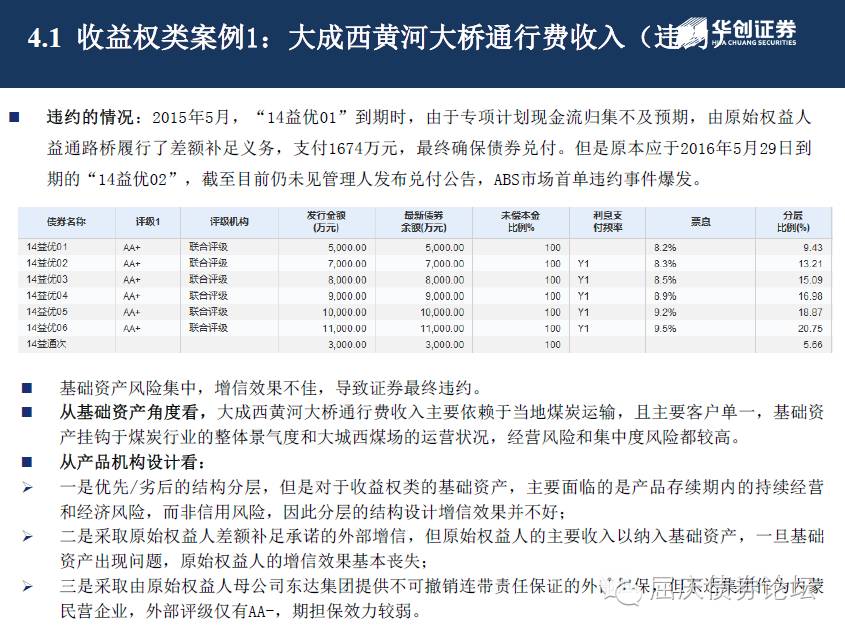 4.1 收益权类案例1：大成西黄河大桥通行费收入（违约
华创证券
HUA CHUANG SECURITIES
违约的情况：2015年5月，“14益优01”到期时，由于专项计划现金流归集不及预期，由原始权益人
益通路桥履行了差额补足义务，支付1674万元，最终确保债券兑付。但是原本应于2016年5月29日到
期的“14益优02”，截至目前仍未见管理人发布兑付公告，ABS市场首单违约事件爆发。
债券名称 评级1 评级机构 发行金额(万元) 最新债券余额(万元) 未偿本金比例% 利息支付频率 票息 分层比例(%)
14益优01 AA+ 联合评级 5,000.00 5,000.00 100 8.2% 9.43
14益优02 AA+ 联合评级 7,000.00 7,000.00 100 Y1 8.3% 13.21
14益优03 AA+ 联合评级 8,000.00 8,000.00 100 Y1 8.5% 15.09
14益优04 AA+ 联合评级 9,000.00 9,000.00 100 Y1 8.9% 16.98
14益优05 AA+ 联合评级 10,000.00 10,000.00 100 Y1 9.2% 18.87
14益优06 AA+ 联合评级 11,000.00 11,000.00 100 Y1 9.5% 20.75
14益通次 3,000.00 3,000.00 100 5.66
基础资产风险集中，增信效果不佳，导致证券最终违约。
从基础资产角度看，大成西黄河大桥通行费收入主要依赖于当地煤炭运输，且主要客户单一，基础资
产挂钩于煤炭行业的整体景气度和大城西煤场的运营状况，经营风险和集中度风险都较高。
从产品机构设计看：
一是优先/劣后的结构分层，但是对于收益权类的基础资产，主要面临的是产品存续期内的持续经营
和经济风险，而非信用风险，因此分层的结构设计增信效果并不好；
二是采取原始权益人差额补足承诺的外部增信，但原始权益人的主要收入以纳入基础资产，一旦基础
资产出现问题，原始权益人的增信效果基本丧失；
三是采取由原始权益人母公司东达集团提供不可撤销连带责任保证的外 担保，但东达集团作为内蒙
民营企业，外部评级仅有AA-，期担保效力较弱。
屈庆债券论坛